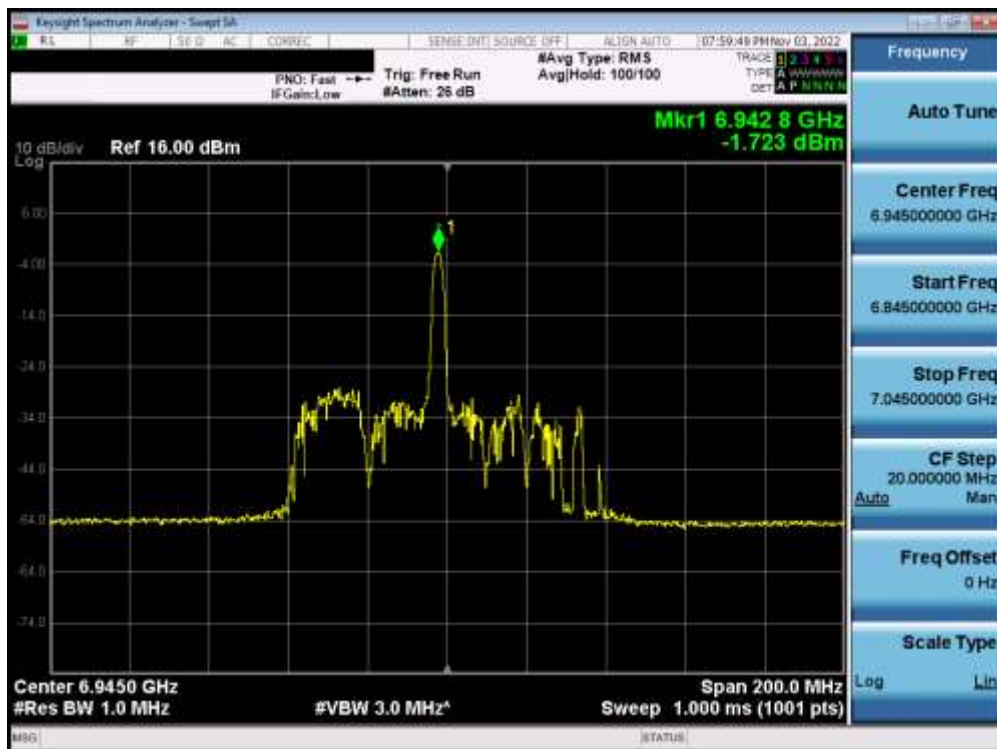 Keysight Spectrum Analyzer - Swept SA
RL RF 50 Ω AC CORREC SENSE:INT SOURCE OFF ALIGN AUTO 07:59:49 PM Nov 03, 2022
PNO: Fast
IFGain:Low
Trig: Free Run
#Atten: 26 dB
#Avg Type: RMS
Avg|Hold: 100/100
TRACE 1 2 3 4 5
TYPE A WWWWW
DET A P N N N N
Mkr1 6.942 8 GHz
-1.723 dBm
10 dB/div Ref 16.00 dBm
Log
6.00
1
-4.00
-14.0
-24.0
-34.0
-44.0
-54.0
-64.0
-74.0
Center 6.9450 GHz
Span 200.0 MHz
#Res BW 1.0 MHz
#VBW 3.0 MHz*
Sweep 1.000 ms (1001 pts)
MSG
STATUS
Frequency
Auto Tune
Center Freq
6.945000000 GHz
Start Freq
6.845000000 GHz
Stop Freq
7.045000000 GHz
CF Step
20.000000 MHz
Auto Man
Freq Offset
0 Hz
Scale Type
Log Lin